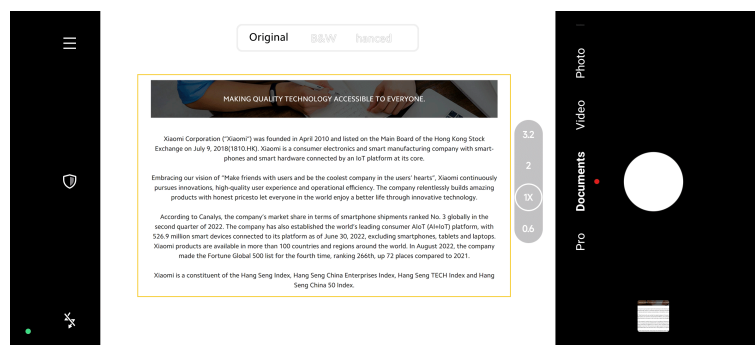 Original B&W hanced
MAKING QUALITY TECHNOLOGY ACCESSIBLE TO EVERYONE.
Xiaomi Corporation ("Xiaomi") was founded in April 2010 and listed on the Main Board of the Hong Kong Stock
Exchange on July 9, 2018(1810.HK). Xiaomi is a consumer electronics and smart manufacturing company with smart-
phones and smart hardware connected by an IoT platform at its core.
Embracing our vision of "Make friends with users and be the coolest company in the users' hearts", Xiaomi continuously
pursues innovations, high-quality user experience and operational efficiency. The company relentlessly builds amazing
products with honest pricesto let everyone in the world enjoy a better life through innovative technology.
According to Canalys, the company's market share in terms of smartphone shipments ranked No. 3 globally in the
second quarter of 2022. The company has also established the world's leading consumer AIoT (AI+IoT) platform, with
526.9 million smart devices connected to its platform as of June 30, 2022, excluding smartphones, tablets and laptops.
Xiaomi products are available in more than 100 countries and regions around the world. In August 2022, the company
made the Fortune Global 500 list for the fourth time, ranking 266th, up 72 places compared to 2021.
Xiaomi is a constituent of the Hang Seng Index, Hang Seng China Enterprises Index, Hang Seng TECH Index and Hang
Seng China 50 Index.
3.2
2
1X
0.6
Photo
Video
Documents
Pro